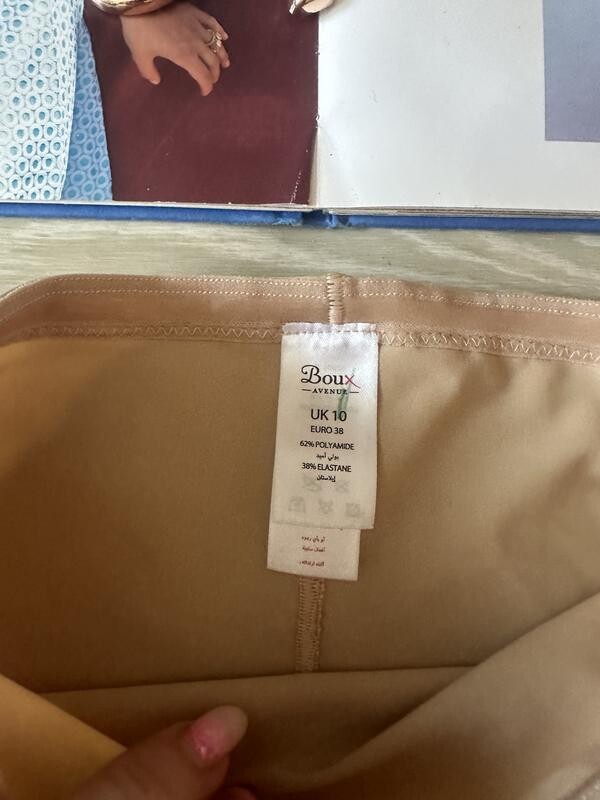 Boux
AVENUE
UK 10
EURO 38
62% POLYAMIDE
بولي أميد
38% ELASTANE
إيلاستان